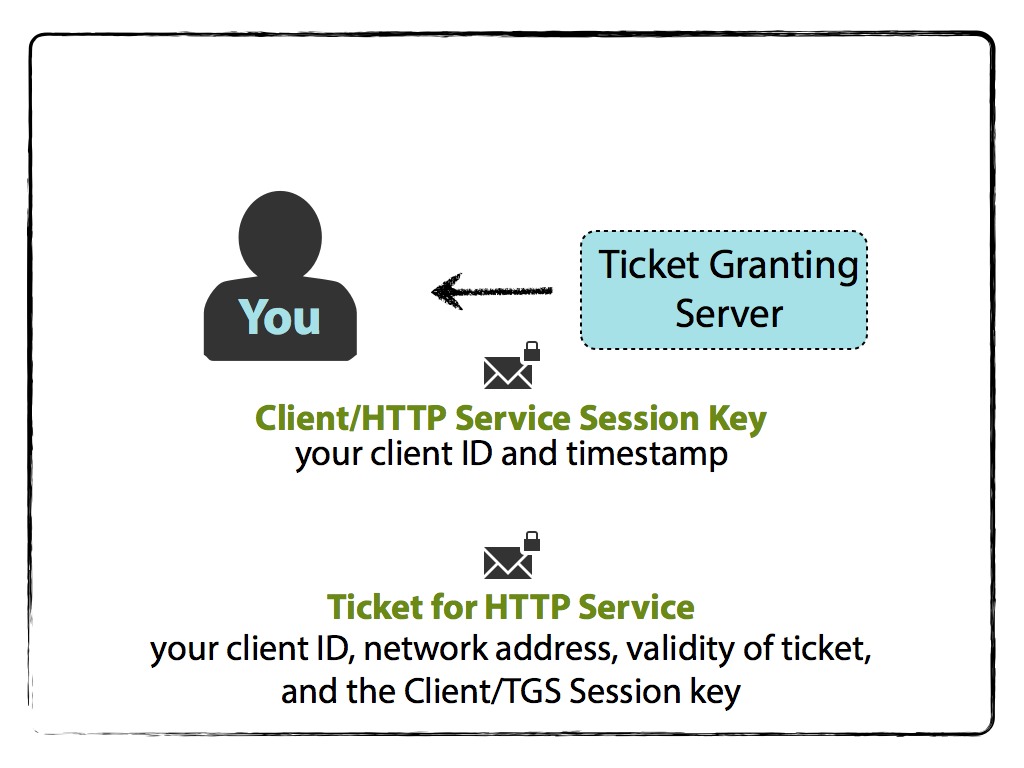 You
Ticket Granting
Server
Client/HTTP Service Session Key
your client ID and timestamp
Ticket for HTTP Service
your client ID, network address, validity of ticket,
and the Client/TGS Session key